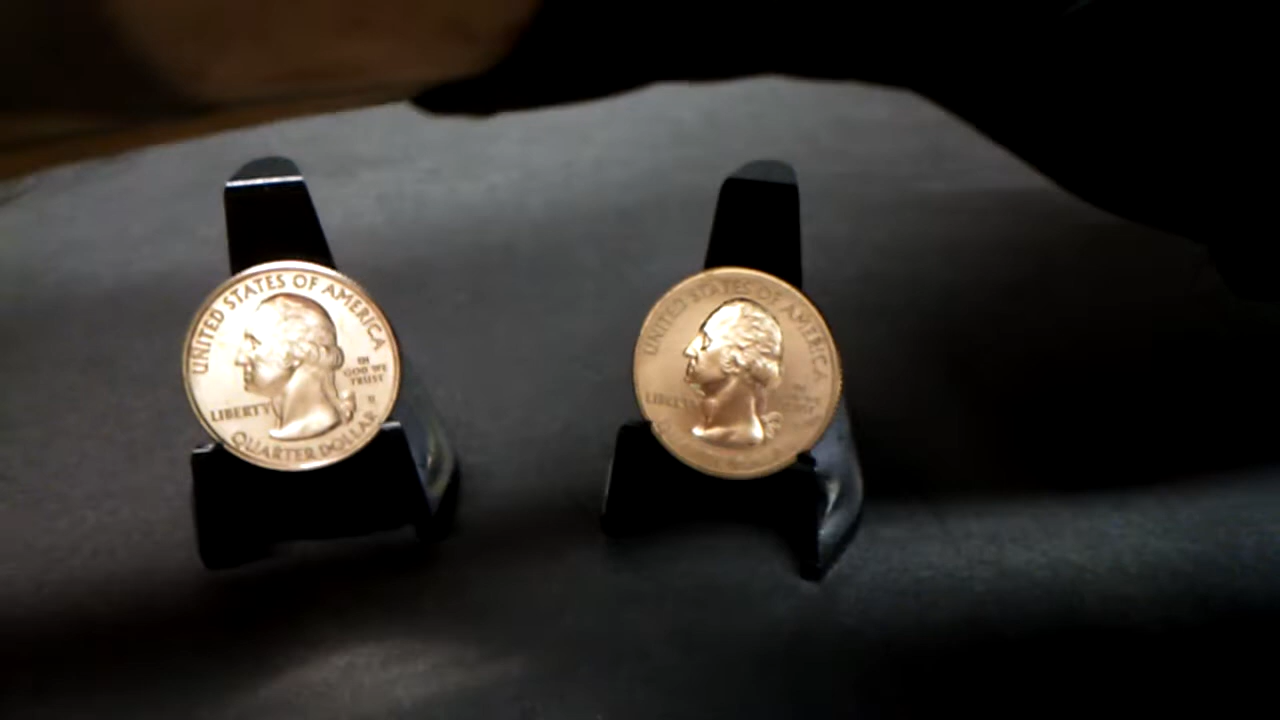 UNITED STATES OF AMERICA
IN
GOD WE
TRUST
LIBERTY
QUARTER DOLLAR
UNITED STATES OF AMERICA
LIBERTY